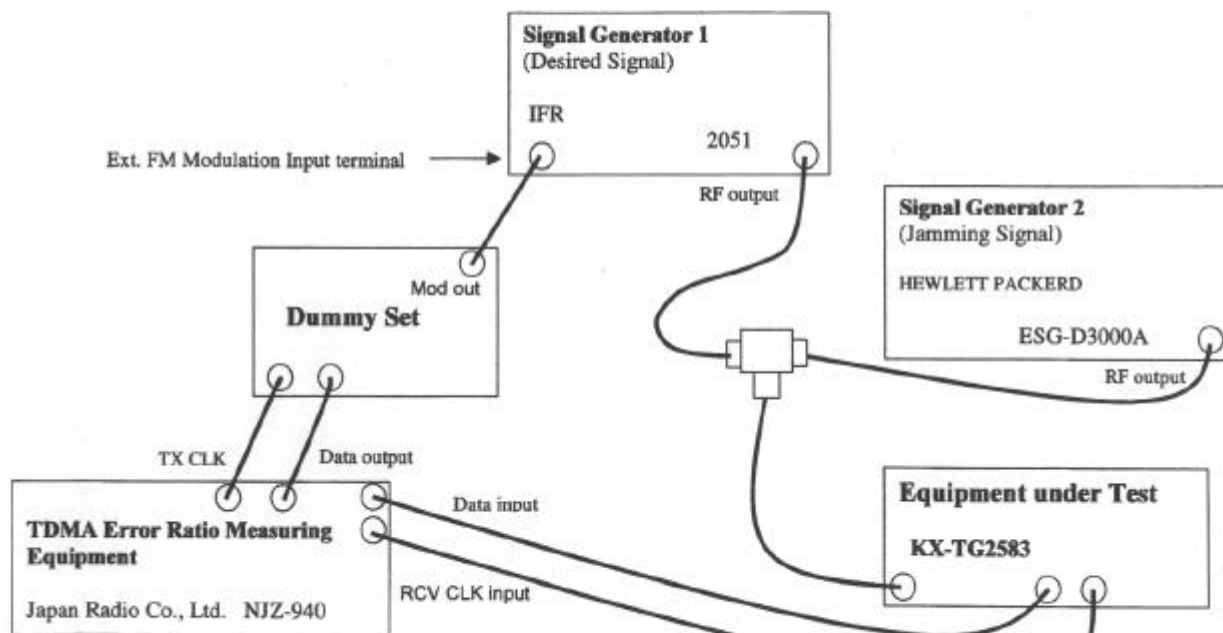 Signal Generator 1
(Desired Signal)
IFR
2051
Ext. FM Modulation Input terminal
RF output
Signal Generator 2
(Jamming Signal)
HEWLETT PACKERD
ESG-D3000A
RF output
Mod out
Dummy Set
TX CLK
Data output
Data input
TDMA Error Ratio Measuring
Equipment
Japan Radio Co., Ltd. NJZ-940
RCV CLK input
Equipment under Test
KX-TG2583